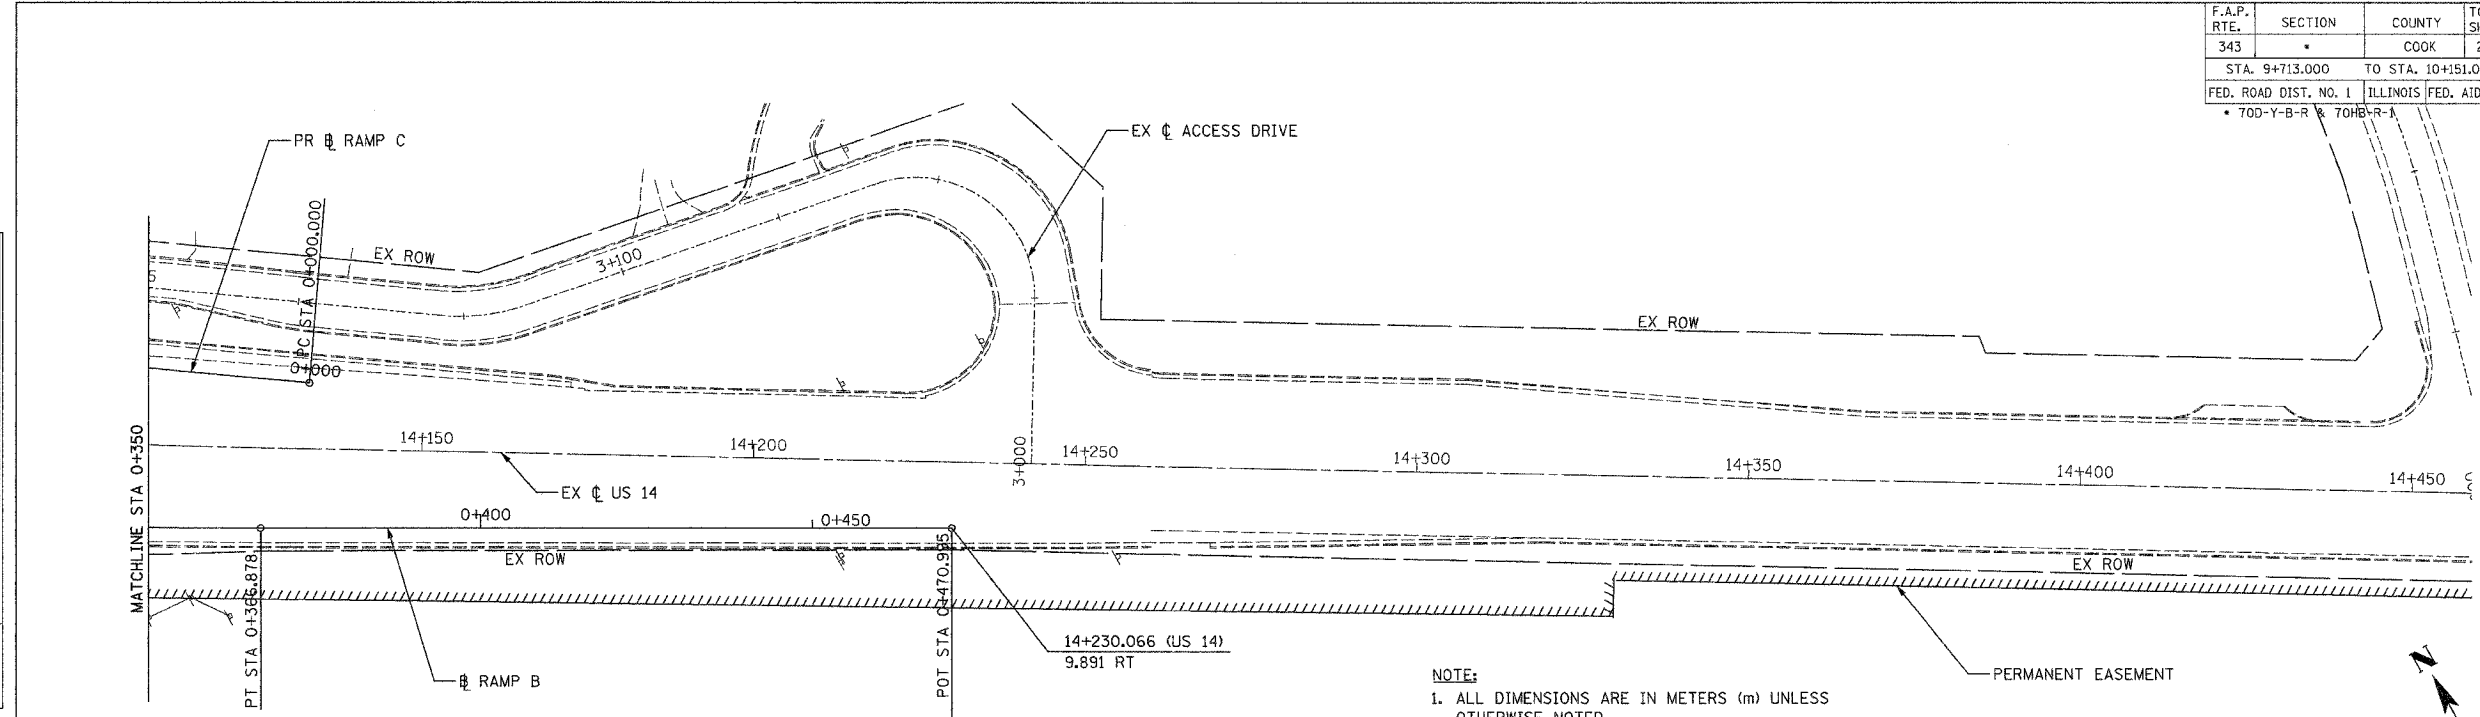 F.A.P. RTE. SECTION COUNTY
343 * COOK
STA. 9+713.000 TO STA. 10+151.0
FED. ROAD DIST. NO. 1 ILLINOIS FED. AID
* 70D-Y-B-R & 70HB-R-1
PR ℄ RAMP C
EX ℄ ACCESS DRIVE
PC STA 0+000.000
EX ROW
3+100
5
EX ROW
0+000
MATCHLINE STA 0+350
14+150
14+200
3+000
14+250
14+300
14+350
14+400
14+450
EX ℄ US 14
0+400
0+450
EX ROW
EX ROW
PT STA 0+366.878
POT STA 0+470.995
14+230.066 (US 14)
9.891 RT
℄ RAMP B
PERMANENT EASEMENT
N
NOTE:
1. ALL DIMENSIONS ARE IN METERS (m) UNLESS
OTHERWISE NOTED